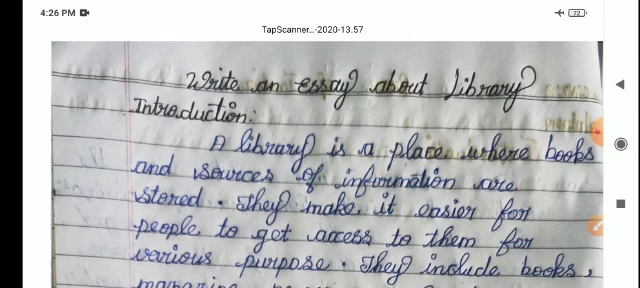 4:26 PM
72
TapScanner...-2020-13.57
Write an essay about Library
Introduction:
A library is a place where books
and sources of information are
stored. They make it easier for
people to get access to them for
various purpose. They include books,